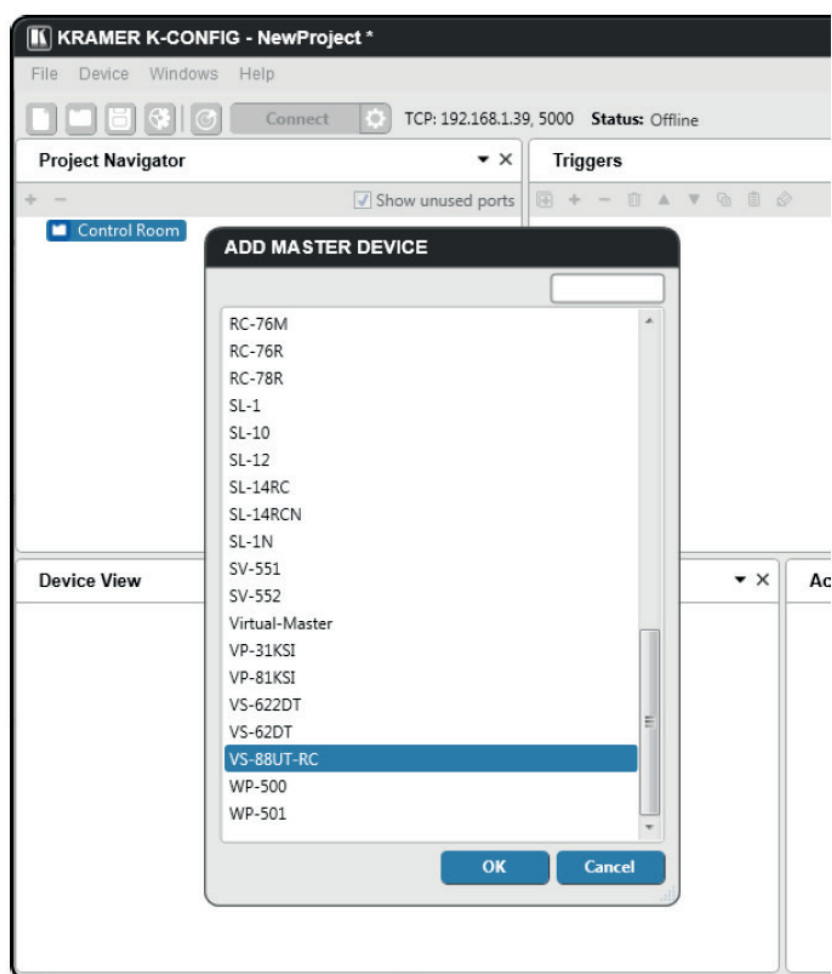 KRAMER K-CONFIG - NewProject *
File Device Windows Help
Connect TCP: 192.168.1.39, 5000 Status: Offline
Project Navigator
Triggers
Show unused ports
Control Room
ADD MASTER DEVICE
RC-76M
RC-76R
RC-78R
SL-1
SL-10
SL-12
SL-14RC
SL-14RCN
SL-1N
SV-551
SV-552
Virtual-Master
VP-31KSI
VP-81KSI
VS-622DT
VS-62DT
VS-88UT-RC
WP-500
WP-501
OK Cancel
Device View
Ac